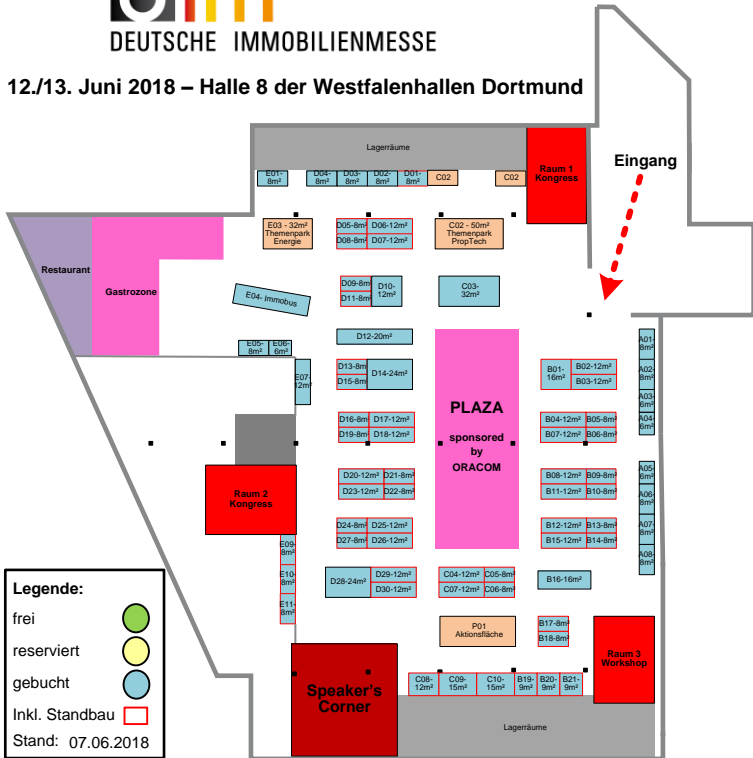 DEUTSCHE IMMOBILIENMESSE
12./13. Juni 2018 – Halle 8 der Westfalenhallen Dortmund
Lagerräume
Raum 1
Kongress
Eingang
E01-
8m²
D04-
8m²
D03-
8m²
D02-
8m²
D01-
8m²
C02
C02
E03 - 32m²
Themenpark
Energie
D05-8m²
D06-12m²
D08-8m²
D07-12m²
C02 - 50m²
Themenpark
PropTech
Restaurant
Gastrozone
E04- Immobus
D09-8m
D11-8m²
D10-
12m²
C03-
32m²
D12-20m²
E05-
8m²
E06-
6m²
E07-
12m²
D13-8m
D15-8m
D14-24m²
PLAZA
sponsored
by
ORACOM
B01-
16m²
B02-12m²
B03-12m²
A01-
8m²
A02-
8m²
A03-
6m²
A04-
6m²
D16-8m
D17-12m²
D19-8m
D18-12m²
B04-12m²
B05-8m²
B07-12m²
B06-8m²
Raum 2
Kongress
D20-12m²
D21-8m²
D23-12m²
D22-8m²
B08-12m²
B09-8m²
B11-12m²
B10-8m²
A05-
6m²
A06-
8m²
A07-
8m²
A08-
8m²
D24-8m²
D25-12m²
D27-8m²
D26-12m²
B12-12m²
B13-8m²
B15-12m²
B14-8m²
E09-
8m²
E10-
8m²
E11-
8m²
D28-24m²
D29-12m²
D30-12m²
C04-12m²
C05-8m²
C07-12m²
C06-8m²
B16-16m²
P01
Aktionsfläche
B17-8m²
B18-8m²
Raum 3
Workshop
Speaker's
Corner
C08-
12m²
C09-
15m²
C10-
15m²
B19-
9m²
B20-
9m²
B21-
9m²
Lagerräume
Legende:
frei
reserviert
gebucht
Inkl. Standbau
Stand: 07.06.2018